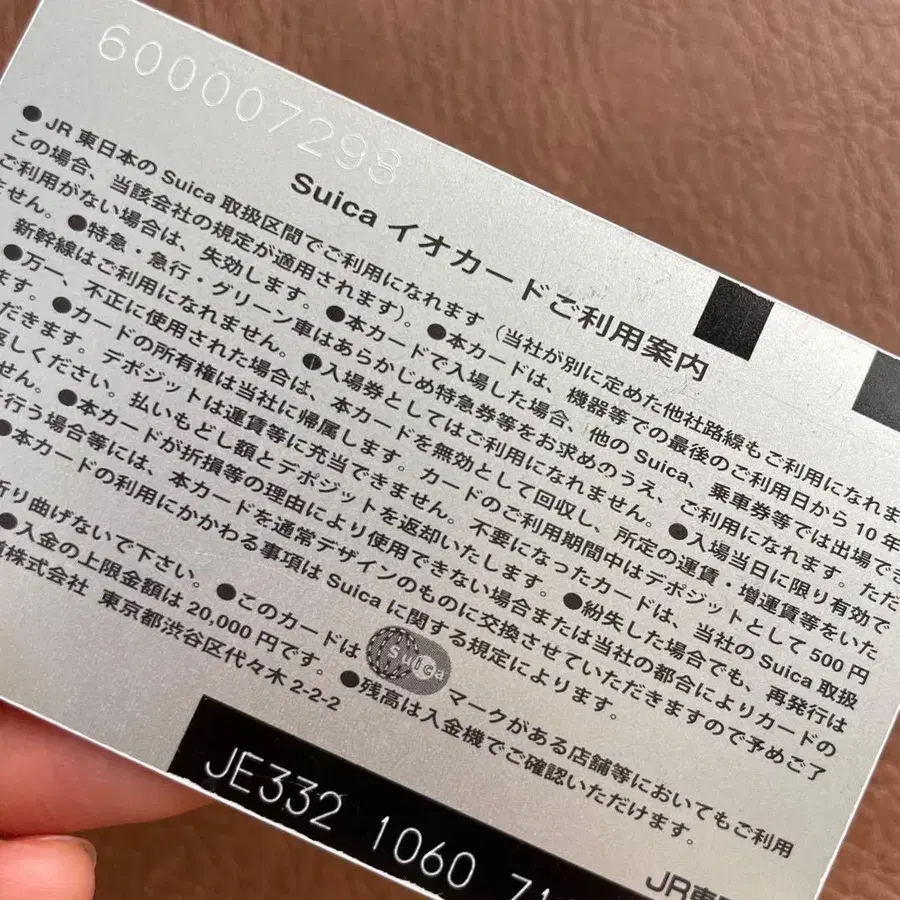 600007293
Suica イオカードご利用案内
●JR東日本のSuica取扱区間でご利用になれます（当社が別に定めた他社路線もご利用になれま
この場合、当該会社の規定が適用されます）。●本カードは、機器等での最後のご利用日から10年
ご利用がない場合は、失効します。●本カードで入場した場合、他のSuica、乗車券等では出場でき
ません。●特急・急行・グリーン車はあらかじめ特急券等をお求めのうえ、ご利用になれます。ただ
新幹線はご利用になれません。●入場券としてはご利用になれません。●入場当日に限り有効で
●万一、不正に使用された場合は、本カードを無効として回収し、所定の運賃・増運賃等をいた
ます。●カードの所有権は当社に帰属します。カードのご利用期間中はデポジットとして500円
だきます。デポジットは運賃等に充当できません。不要になったカードは、当社のSuica取扱
返しください。払いもどし額とデポジットを返却いたします。●紛失した場合でも、再発行は
●本カードが折損等の理由により使用できない場合または当社の都合によりカードの
行う場合等には、本カードを通常デザインのものに交換させていただきますので予めご了
●本カードの利用にかかわる事項はSuicaに関する規定によります。
折り曲げないで下さい。●このカードは suica マークがある店舗等においてもご利用
●入金の上限金額は20,000円です。●残高は入金機でご確認いただけます。
株式会社 東京都渋谷区代々木2-2-2
JR東
JE332 1060 71